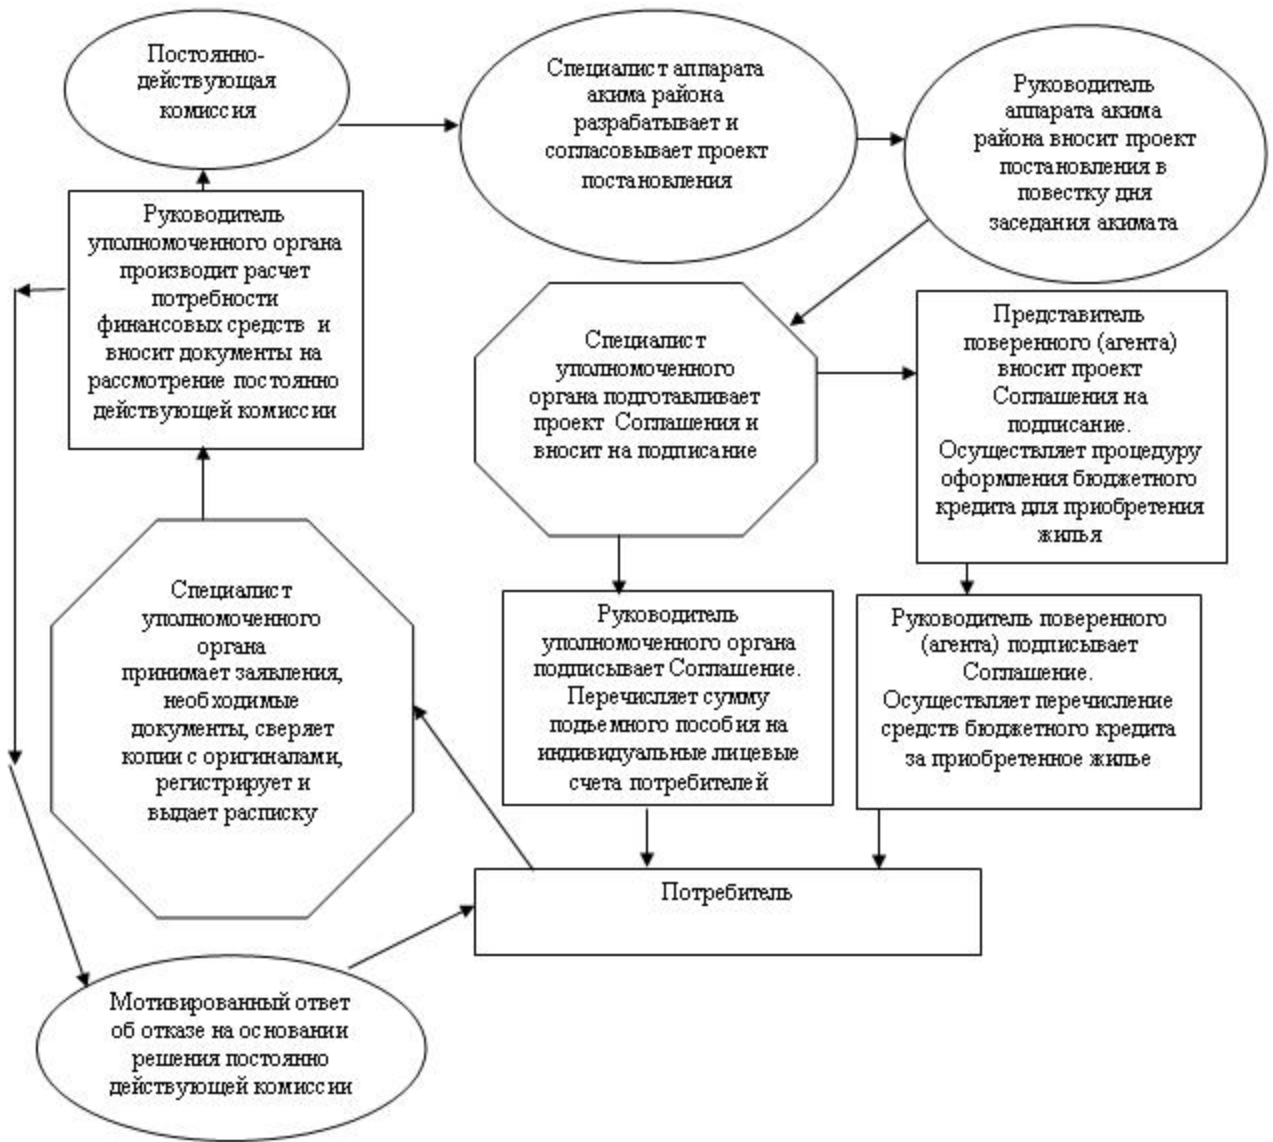 Постоянно-
действующая
комиссия
Специалист аппарата
акима района
разрабатывает и
согласовывает проект
постановления
Руководитель
аппарата акима
района вносит проект
постановления в
повестку дня
заседания акимата
Руководитель
уполномоченного органа
производит расчет
потребности
финансовых средств и
вносит документы на
рассмотрение постоянно
действующей комиссии
Специалист
уполномоченного
органа подготавливает
проект Соглашения и
вносит на подписание
Представитель
поверенного (агента)
вносит проект
Соглашения на
подписание.
Осуществляет процедуру
оформления бюджетного
кредита для приобретения
жилья
Специалист
уполномоченного
органа
принимает заявления,
необходимые
документы, сверяет
копии с оригиналами,
регистрирует и
выдает расписку
Руководитель
уполномоченного органа
подписывает Соглашение.
Перечисляет сумму
подъемного пособия на
индивидуальные лицевые
счета потребителей
Руководитель поверенного
(агента) подписывает
Соглашение.
Осуществляет перечисление
средств бюджетного кредита
за приобретенное жилье
Потребитель
Мотивированный ответ
об отказе на основании
решения постоянно
действующей комиссии